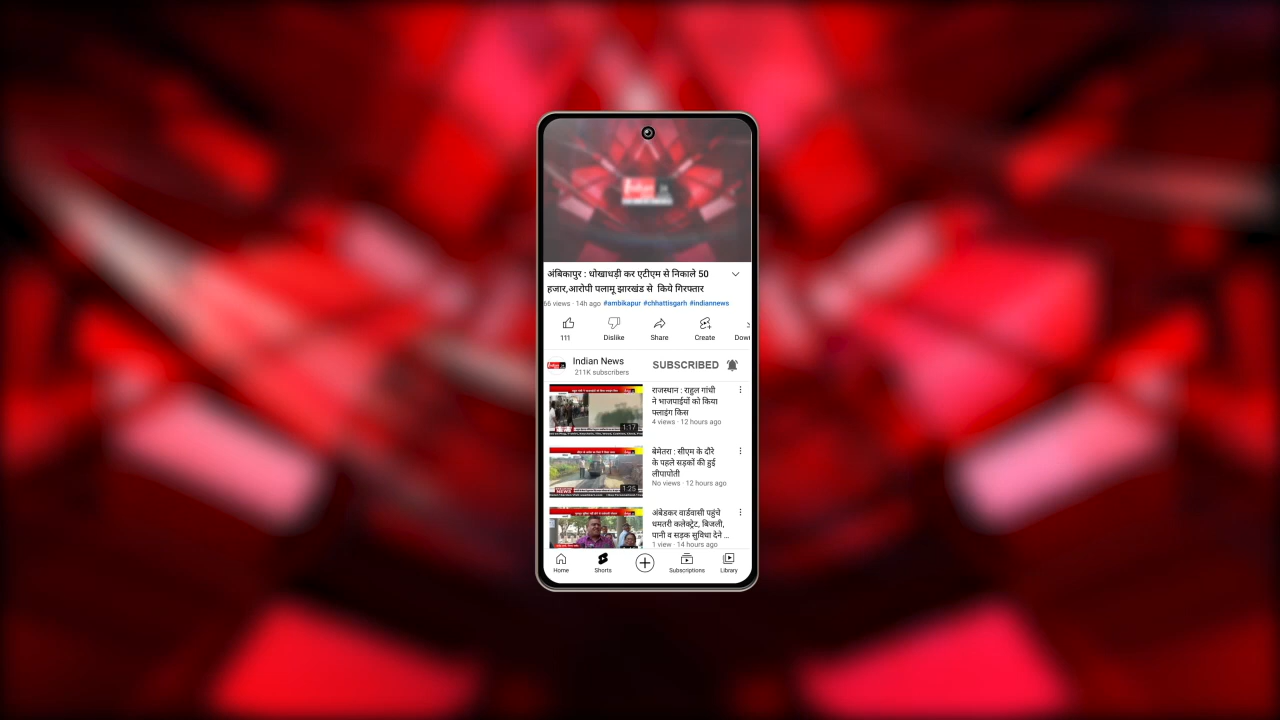 अंबिकापुर : धोखाधड़ी कर एटीएम से निकाले 50
हजार,आरोपी पलामू झारखंड से किये गिरफ्तार
66 views · 14h ago #ambikapur #chhattisgarh #indiannews
111 Dislike Share Create
Indian News
211K subscribers
SUBSCRIBED
राजस्थान : राहुल गांधी
ने भाजपाईयों को किया
फ्लाइंग किस
4 views · 12 hours ago
1:17
बेमेतरा : सीएम के दौरे
के पहले सड़कों की हुई
लीपापोती
No views · 12 hours ago
1:25
NEWS
अंबेडकर वार्डवासी पहुंचे
धमतरी कलेक्ट्रेट, बिजली,
पानी व सड़क सुविधा देने ...
1 view · 14 hours ago
Home Shorts Subscriptions Library